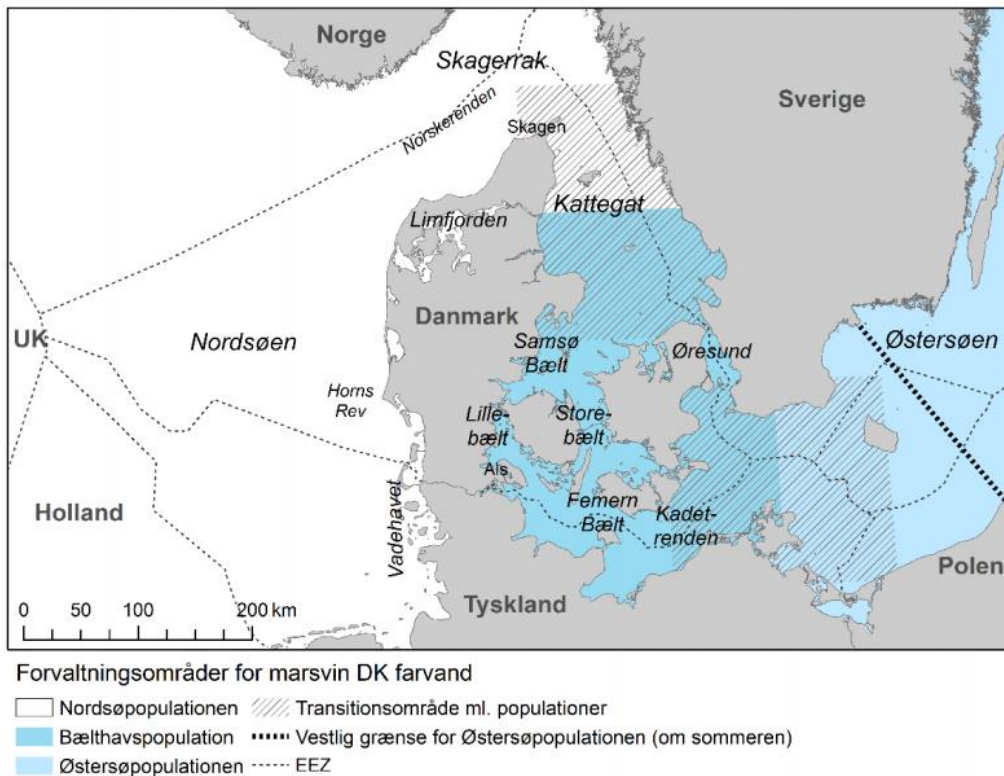 Norge
Skagerrak
Sverige
Norskerenden
Skagen
Kattegat
Limfjorden
Danmark
UK
Nordsøen
Samsø
Bælt
Øresund
Østersøen
Horns
Rev
Lille-
bælt
Store-
bælt
Als
Holland
Vadehavet
Femern
Bælt
Kadet-
renden
Polen
Tyskland
0 50 100 200 km
Forvaltningsområder for marsvin DK farvand
Nordsøpopulationen
Transitionsområde ml. populationer
Bælthavspopulation
Vestlig grænse for Østersøpopulationen (om sommeren)
Østersøpopulationen
EEZ